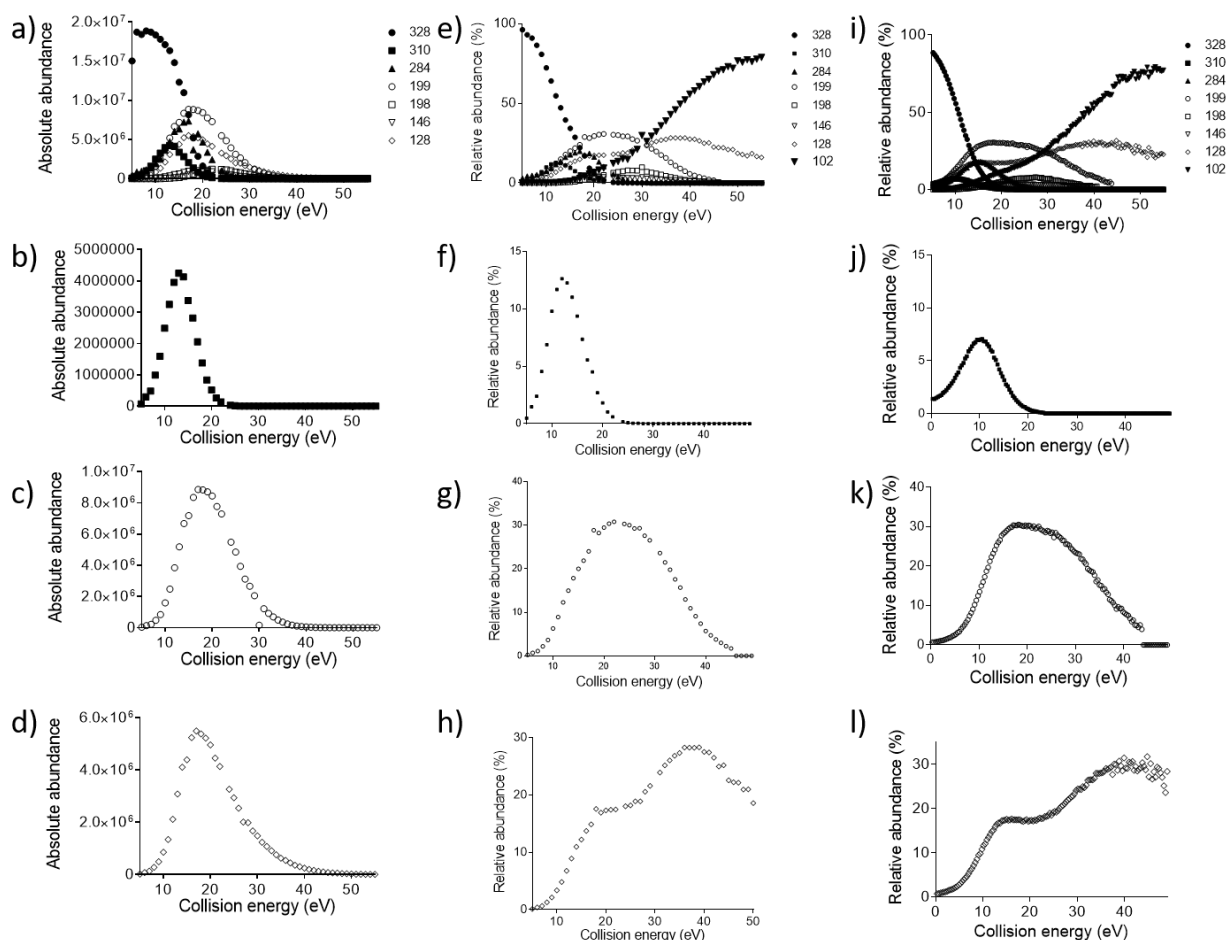 a)
Absolute abundance
2.0×10⁷
1.5×10⁷
1.0×10⁷
5.0×10⁶
0
10 20 30 40 50
Collision energy (eV)
328
310
284
199
198
146
128
e)
Relative abundance (%)
100
50
0
10 20 30 40 50
Collision energy (eV)
328
310
284
199
198
146
128
102
i)
Relative abundance (%)
100
50
0
10 20 30 40 50
Collision energy (eV)
328
310
284
199
198
146
128
102
b)
Absolute abundance
5000000
4000000
3000000
2000000
1000000
0
10 20 30 40 50
Collision energy (eV)
f)
Relative abundance (%)
15
10
5
0
10 20 30 40
Collision energy (eV)
j)
Relative abundance (%)
15
10
5
0
0 10 20 30 40
Collision energy (eV)
c)
Absolute abundance
1.0×10⁷
8.0×10⁶
6.0×10⁶
4.0×10⁶
2.0×10⁶
0
10 20 30 40 50
Collision energy (eV)
g)
Relative abundance (%)
40
30
20
10
0
10 20 30 40
Collision energy (eV)
k)
Relative abundance (%)
40
30
20
10
0
0 10 20 30 40
Collision energy (eV)
d)
Absolute abundance
6.0×10⁶
4.0×10⁶
2.0×10⁶
0
10 20 30 40 50
Collision energy (eV)
h)
Relative abundance (%)
30
20
10
0
10 20 30 40 50
Collision energy (eV)
l)
Relative abundance (%)
30
20
10
0
0 10 20 30 40
Collision energy (eV)